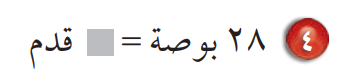 ٤ ٢٨ بوصة = ■ قدم